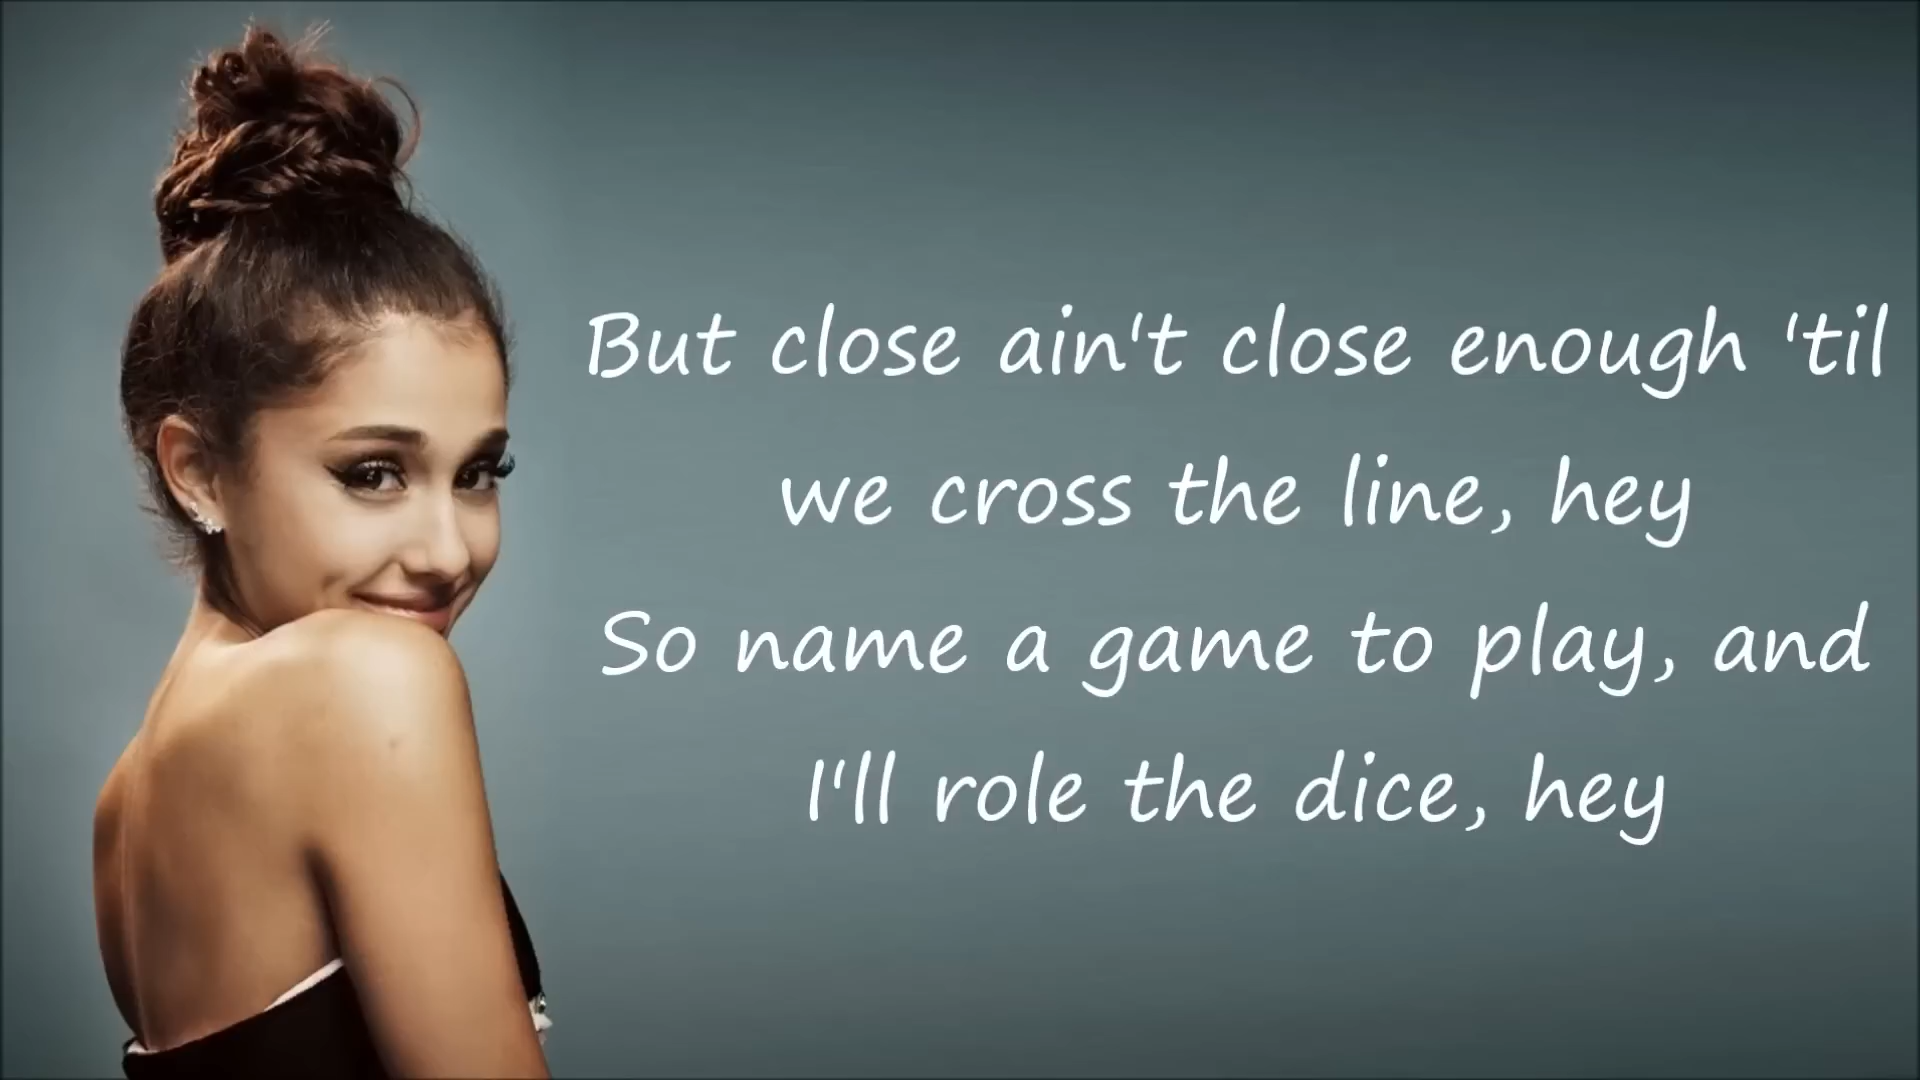 But close ain't close enough 'til
we cross the line, hey
So name a game to play, and
I'll role the dice, hey